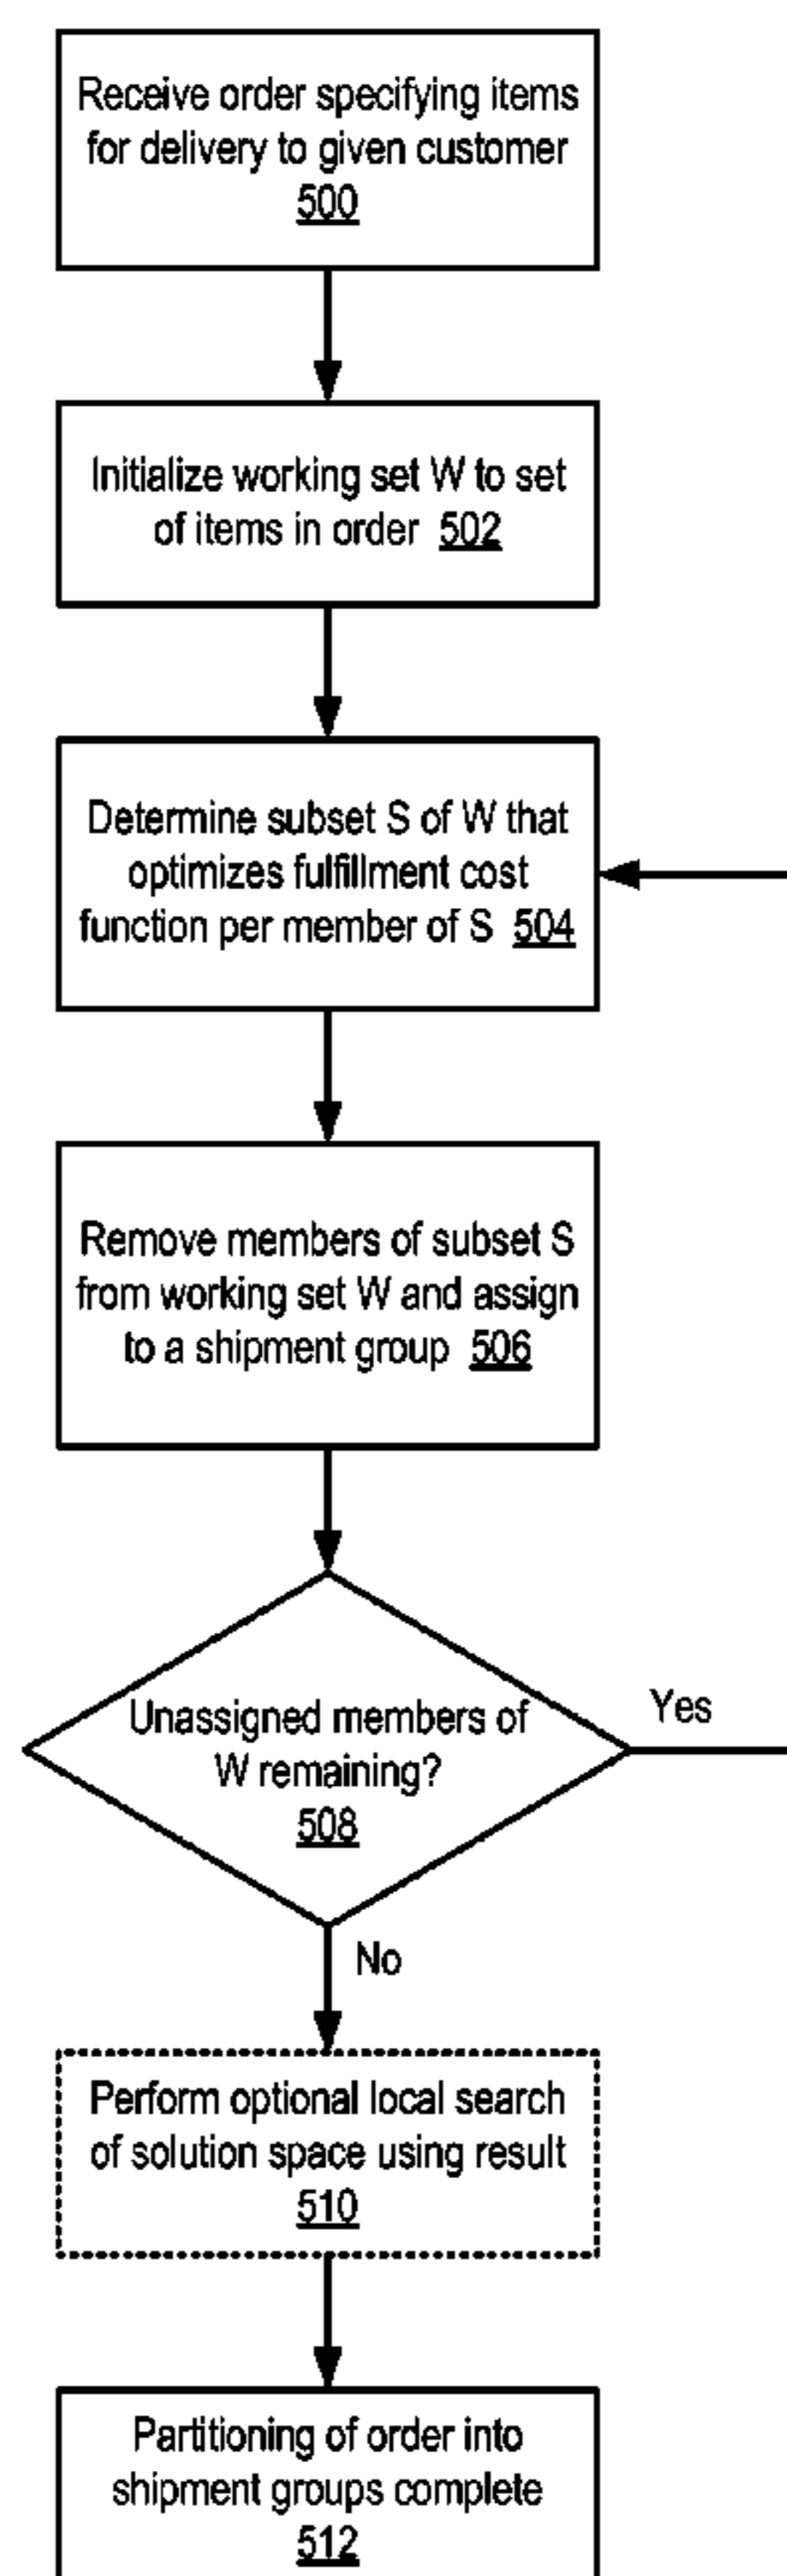 Receive order specifying items
for delivery to given customer
500
Initialize working set W to set
of items in order 502
Determine subset S of W that
optimizes fulfillment cost
function per member of S 504
Remove members of subset S
from working set W and assign
to a shipment group 506
Unassigned members of
W remaining?
508
Yes
No
Perform optional local search
of solution space using result
510
Partitioning of order into
shipment groups complete
512